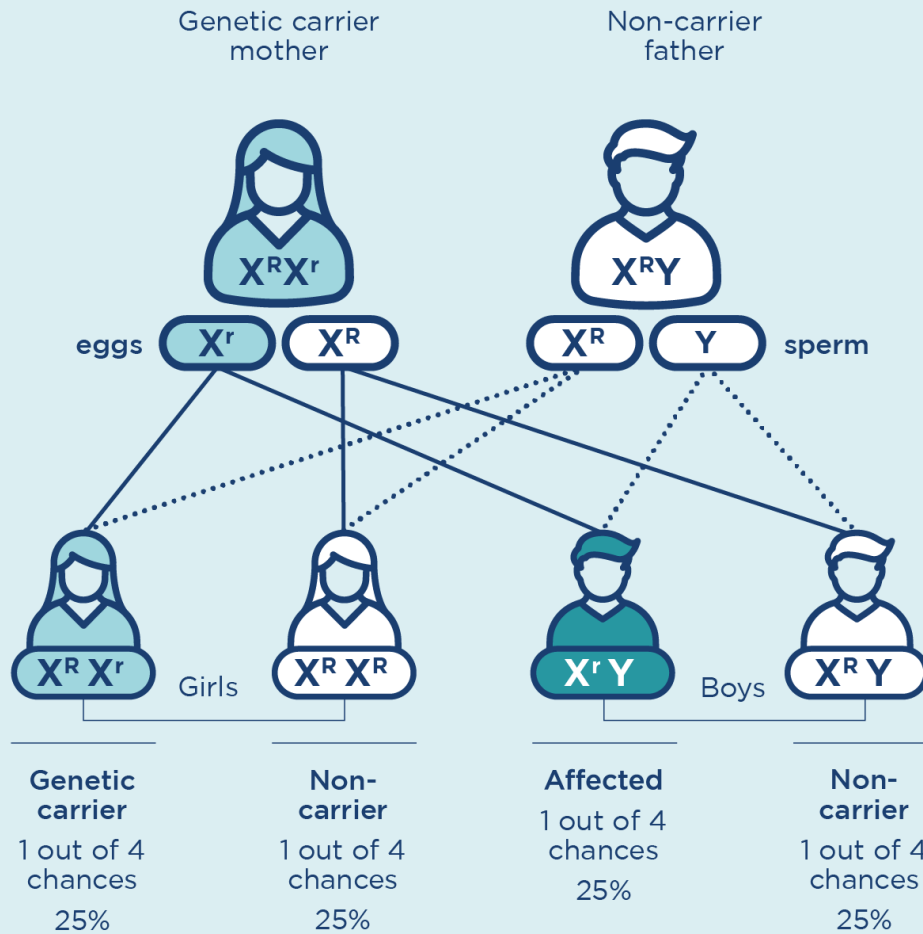 Genetic carrier
mother
Non-carrier
father
XᴿXʳ
XᴿY
eggs
Xʳ
Xᴿ
Xᴿ
Y
sperm
Xᴿ Xʳ
Xᴿ Xᴿ
Xʳ Y
Xᴿ Y
Girls
Boys
Genetic
carrier
1 out of 4
chances
25%
Non-
carrier
1 out of 4
chances
25%
Affected
1 out of 4
chances
25%
Non-
carrier
1 out of 4
chances
25%